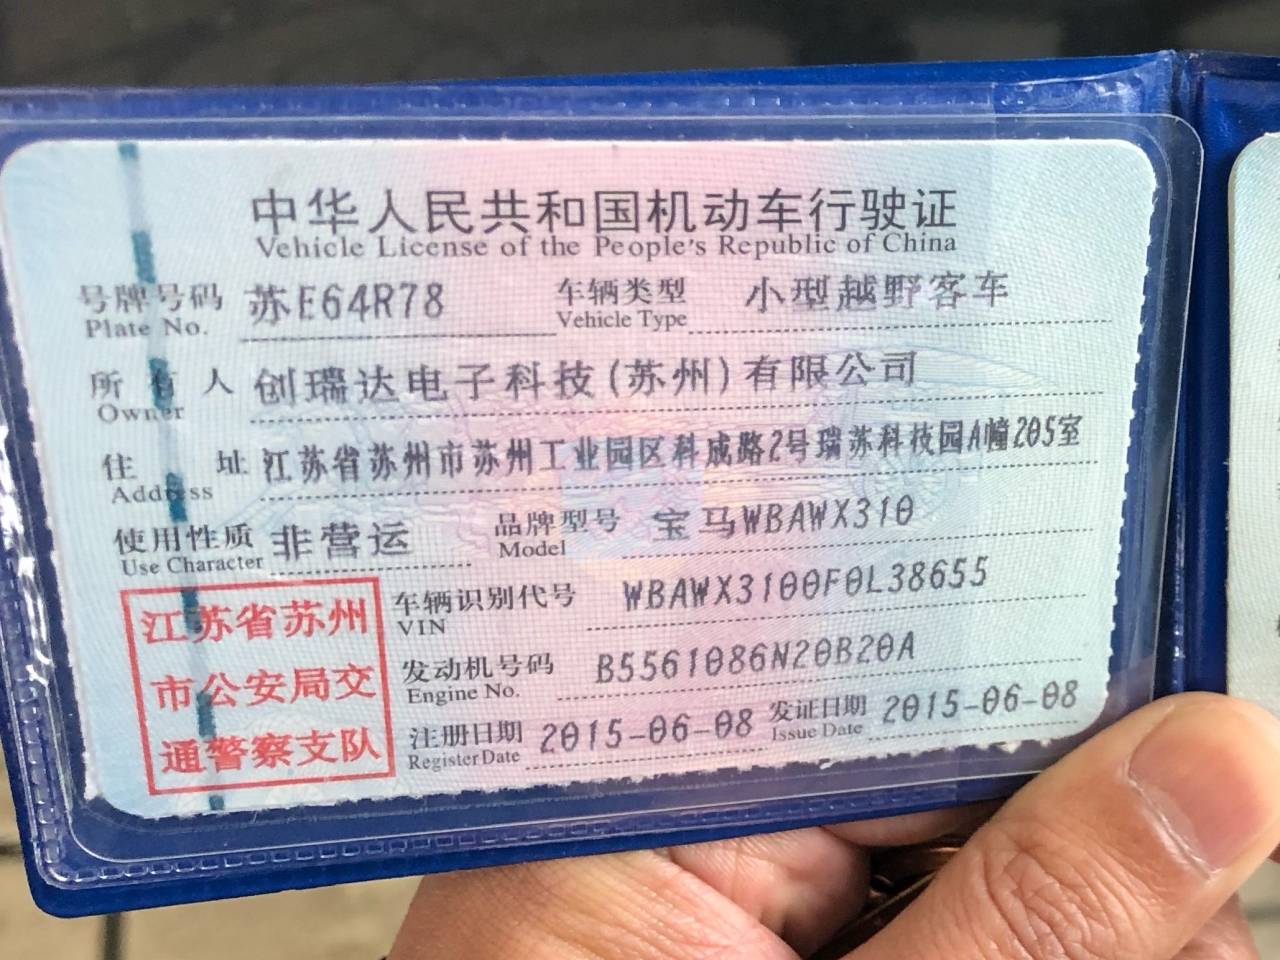 中华人民共和国机动车行驶证
Vehicle License of the People's Republic of China
号牌号码 苏E64R78 车辆类型 小型越野客车
Plate No. Vehicle Type
所有人 创瑞达电子科技(苏州)有限公司
Owner
住址 江苏省苏州市苏州工业园区科成路2号瑞苏科技园A幢205室
Address
使用性质 非营运 品牌型号 宝马WBAWX310
Use Character Model
车辆识别代号 WBAWX3100F0L38655
VIN
发动机号码 B5561086N20B20A
Engine No.
注册日期 2015-06-08 发证日期 2015-06-08
Register Date Issue Date
江苏省苏州
市公安局交
通警察支队